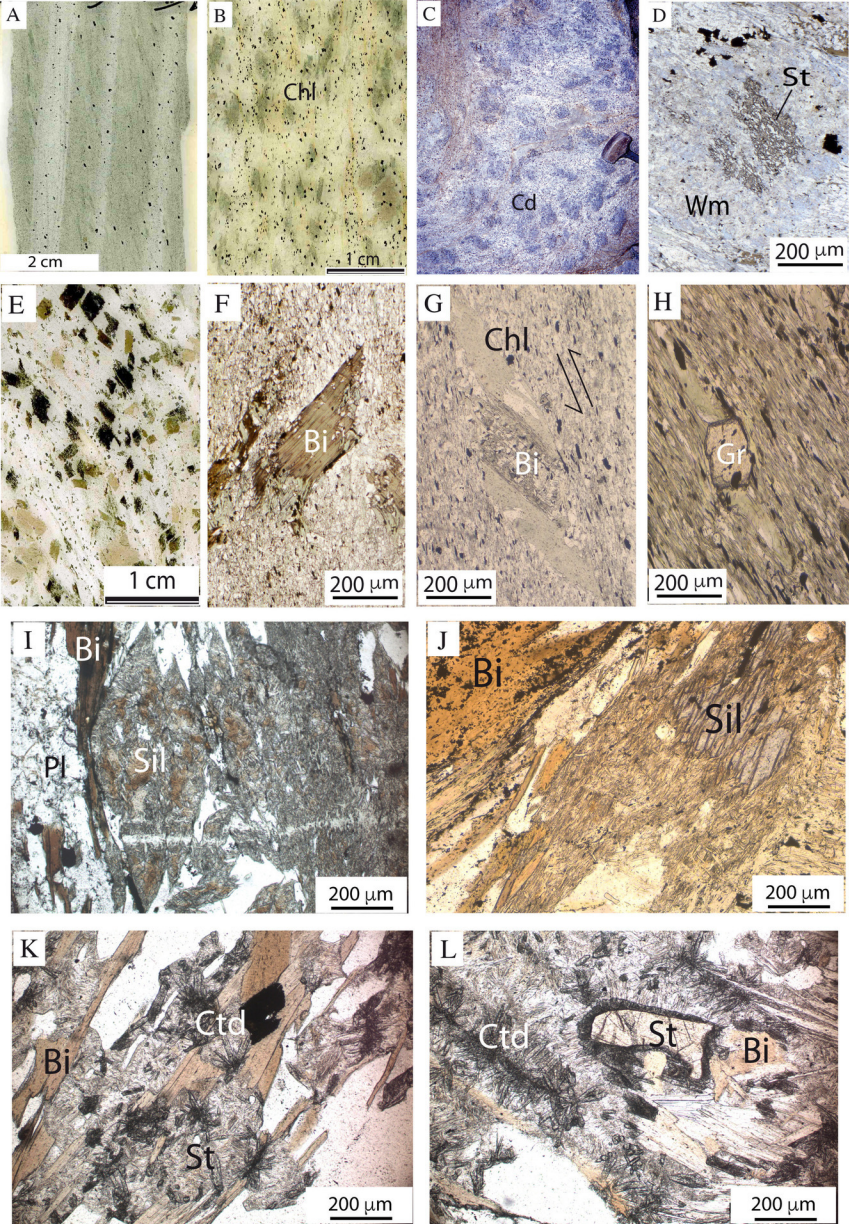 A
2 cm
B
Chl
1 cm
C
Cd
D
St
Wm
200 µm
E
1 cm
F
Bi
200 µm
G
Chl
Bi
200 µm
H
Gr
200 µm
I
Bi
Sil
Pl
200 µm
J
Bi
Sil
200 µm
K
Ctd
Bi
St
200 µm
L
Ctd
St
Bi
200 µm